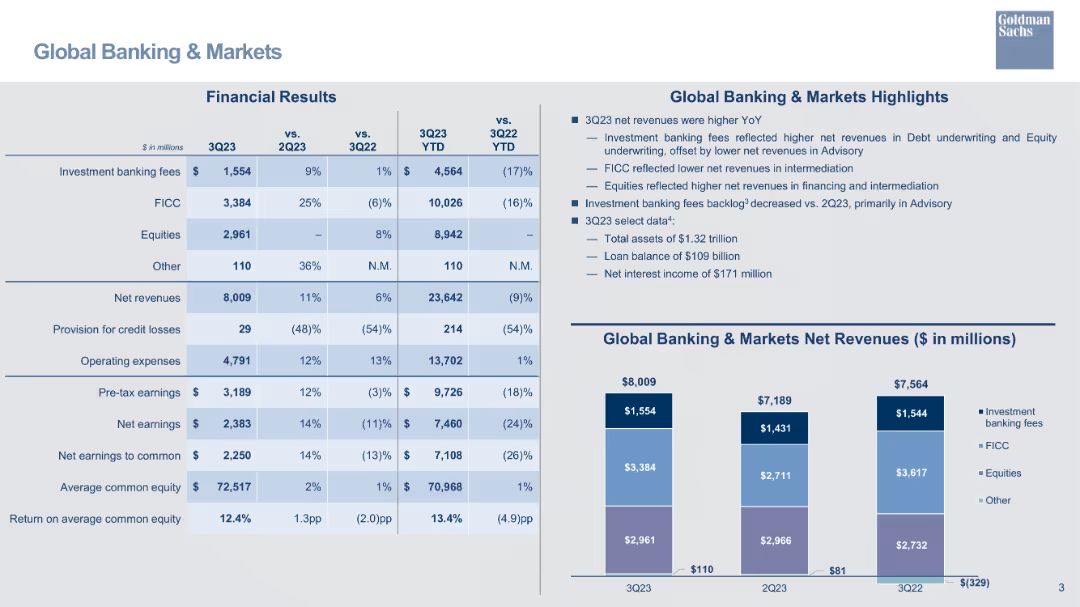 Goldman
Sachs
Global Banking & Markets
Financial Results
$ in millions 3Q23 vs. 2Q23 vs. 3Q22 3Q23 YTD vs. 3Q22 YTD
Investment banking fees $ 1,554 9% 1% $ 4,564 (17)%
FICC 3,384 25% (6)% 10,026 (16)%
Equities 2,961 – 8% 8,942 –
Other 110 36% N.M. 110 N.M.
Net revenues 8,009 11% 6% 23,642 (9)%
Provision for credit losses 29 (48)% (54)% 214 (54)%
Operating expenses 4,791 12% 13% 13,702 1%
Pre-tax earnings $ 3,189 12% (3)% $ 9,726 (18)%
Net earnings $ 2,383 14% (11)% $ 7,460 (24)%
Net earnings to common $ 2,250 14% (13)% $ 7,108 (26)%
Average common equity $ 72,517 2% 1% $ 70,968 1%
Return on average common equity 12.4% 1.3pp (2.0)pp 13.4% (4.9)pp
Global Banking & Markets Highlights
■ 3Q23 net revenues were higher YoY
— Investment banking fees reflected higher net revenues in Debt underwriting and Equity
underwriting, offset by lower net revenues in Advisory
— FICC reflected lower net revenues in intermediation
— Equities reflected higher net revenues in financing and intermediation
■ Investment banking fees backlog³ decreased vs. 2Q23, primarily in Advisory
■ 3Q23 select data⁴:
— Total assets of $1.32 trillion
— Loan balance of $109 billion
— Net interest income of $171 million
Global Banking & Markets Net Revenues ($ in millions)
$8,009 $7,189 $7,564
$1,554 $1,431 $1,544
$3,384 $2,711 $3,617
$2,961 $2,966 $2,732
$110 $81 $(329)
3Q23 2Q23 3Q22
Investment
banking fees
FICC
Equities
Other
3